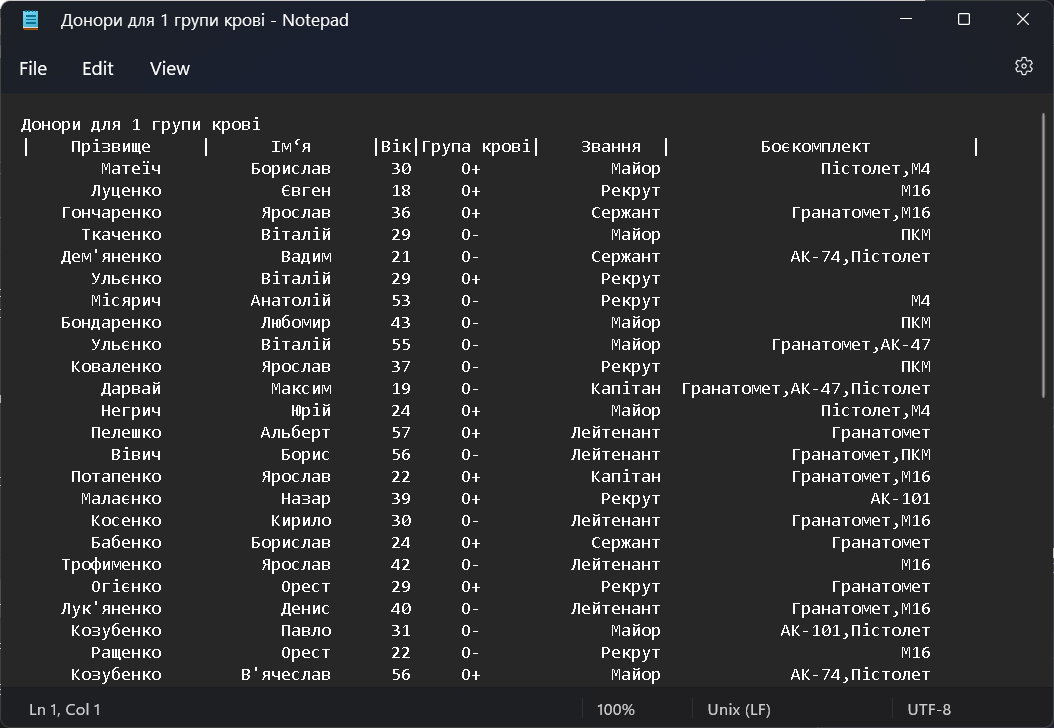 Донори для 1 групи крові - Notepad
File Edit View
Донори для 1 групи крові
| Прізвище | Ім‘я |Вік|Група крові| Звання | Боєкомплект |
Матеїч Борислав 30 0+ Майор Пістолет,М4
Луценко Євген 18 0+ Рекрут М16
Гончаренко Ярослав 36 0+ Сержант Гранатомет,М16
Ткаченко Віталій 29 0- Майор ПКМ
Дем'яненко Вадим 21 0- Сержант АК-74,Пістолет
Ульєнко Віталій 29 0+ Рекрут
Місярич Анатолій 53 0- Рекрут М4
Бондаренко Любомир 43 0- Майор ПКМ
Ульєнко Віталій 55 0- Майор Гранатомет,АК-47
Коваленко Ярослав 37 0- Рекрут ПКМ
Дарвай Максим 19 0- Капітан Гранатомет,АК-47,Пістолет
Негрич Юрій 24 0+ Майор Пістолет,М4
Пелешко Альберт 57 0+ Лейтенант Гранатомет
Вівич Борис 56 0- Лейтенант Гранатомет,ПКМ
Потапенко Ярослав 22 0+ Капітан Гранатомет,М16
Малаєнко Назар 39 0+ Рекрут АК-101
Косенко Кирило 30 0- Лейтенант Гранатомет,М16
Бабенко Борислав 24 0+ Сержант Гранатомет
Трофименко Ярослав 42 0- Лейтенант М16
Огієнко Орест 29 0+ Рекрут Гранатомет
Лук'яненко Денис 40 0- Лейтенант Гранатомет,М16
Козубенко Павло 31 0- Майор АК-101,Пістолет
Ращенко Орест 22 0- Рекрут М16
Козубенко В'ячеслав 56 0+ Майор АК-74,Пістолет
Ln 1, Col 1 100% Unix (LF) UTF-8